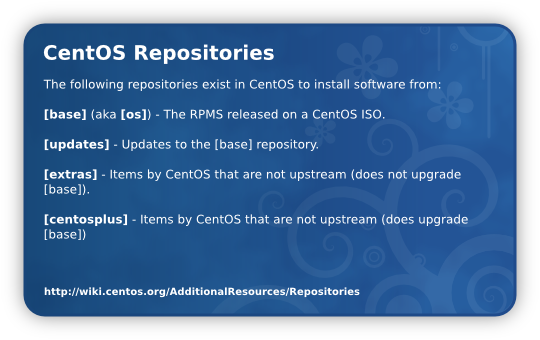 CentOS Repositories
The following repositories exist in CentOS to install software from:
[base] (aka [os]) - The RPMS released on a CentOS ISO.
[updates] - Updates to the [base] repository.
[extras] - Items by CentOS that are not upstream (does not upgrade
[base]).
[centosplus] - Items by CentOS that are not upstream (does upgrade
[base])
http://wiki.centos.org/AdditionalResources/Repositories